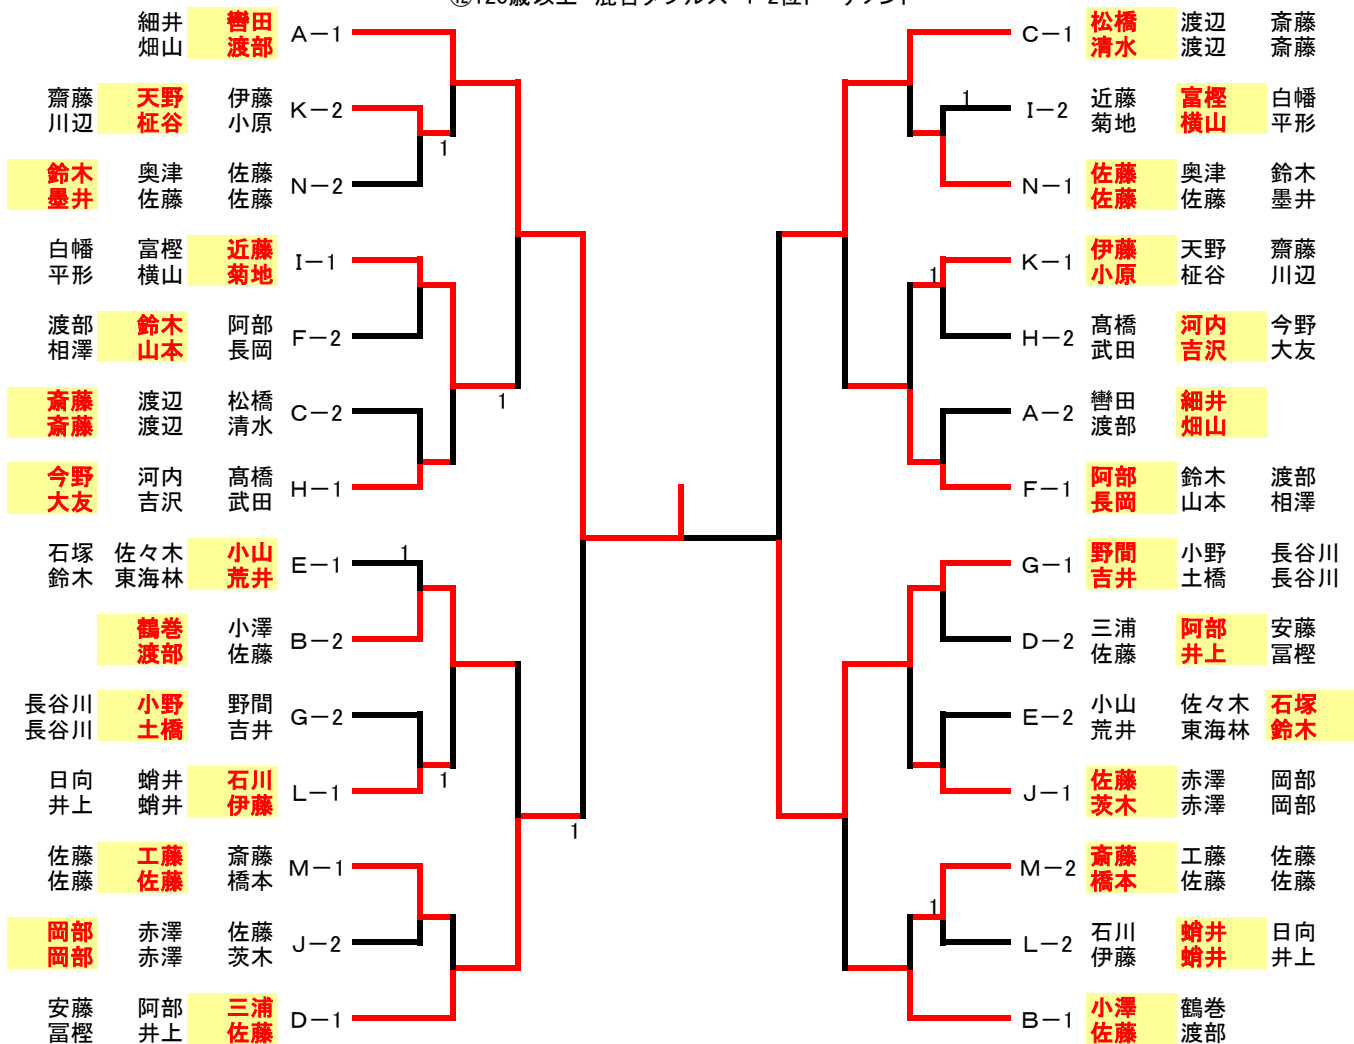 細井 轡田 A－1
畑山 渡部
齋藤 天野 伊藤 K－2
川辺 柾谷 小原
1
鈴木 奥津 佐藤 N－2
墨井 佐藤 佐藤
白幡 富樫 近藤 I－1
平形 横山 菊地
渡部 鈴木 阿部 F－2
相澤 山本 長岡
1
斎藤 渡辺 松橋 C－2
斎藤 渡辺 清水
今野 河内 髙橋 H－1
大友 吉沢 武田
石塚 佐々木 小山 E－1 1
鈴木 東海林 荒井
鶴巻 小澤 B－2
渡部 佐藤
長谷川 小野 野間 G－2
長谷川 土橋 吉井
1
日向 蛸井 石川 L－1
井上 蛸井 伊藤
1
佐藤 工藤 斎藤 M－1
佐藤 佐藤 橋本
岡部 赤澤 佐藤 J－2
岡部 赤澤 茨木
安藤 阿部 三浦 D－1
冨樫 井上 佐藤
C－1 松橋 渡辺 斎藤
清水 渡辺 斎藤
1 I－2 近藤 富樫 白幡
菊地 横山 平形
N－1 佐藤 奥津 鈴木
佐藤 佐藤 墨井
K－1 伊藤 天野 齋藤
小原 柾谷 川辺
1
H－2 髙橋 河内 今野
武田 吉沢 大友
A－2 轡田 細井
渡部 畑山
F－1 阿部 鈴木 渡部
長岡 山本 相澤
G－1 野間 小野 長谷川
吉井 土橋 長谷川
D－2 三浦 阿部 安藤
佐藤 井上 冨樫
E－2 小山 佐々木 石塚
荒井 東海林 鈴木
J－1 佐藤 赤澤 岡部
茨木 赤澤 岡部
M－2 斎藤 工藤 佐藤
橋本 佐藤 佐藤
1
L－2 石川 蛸井 日向
伊藤 蛸井 井上
B－1 小澤 鶴巻
佐藤 渡部